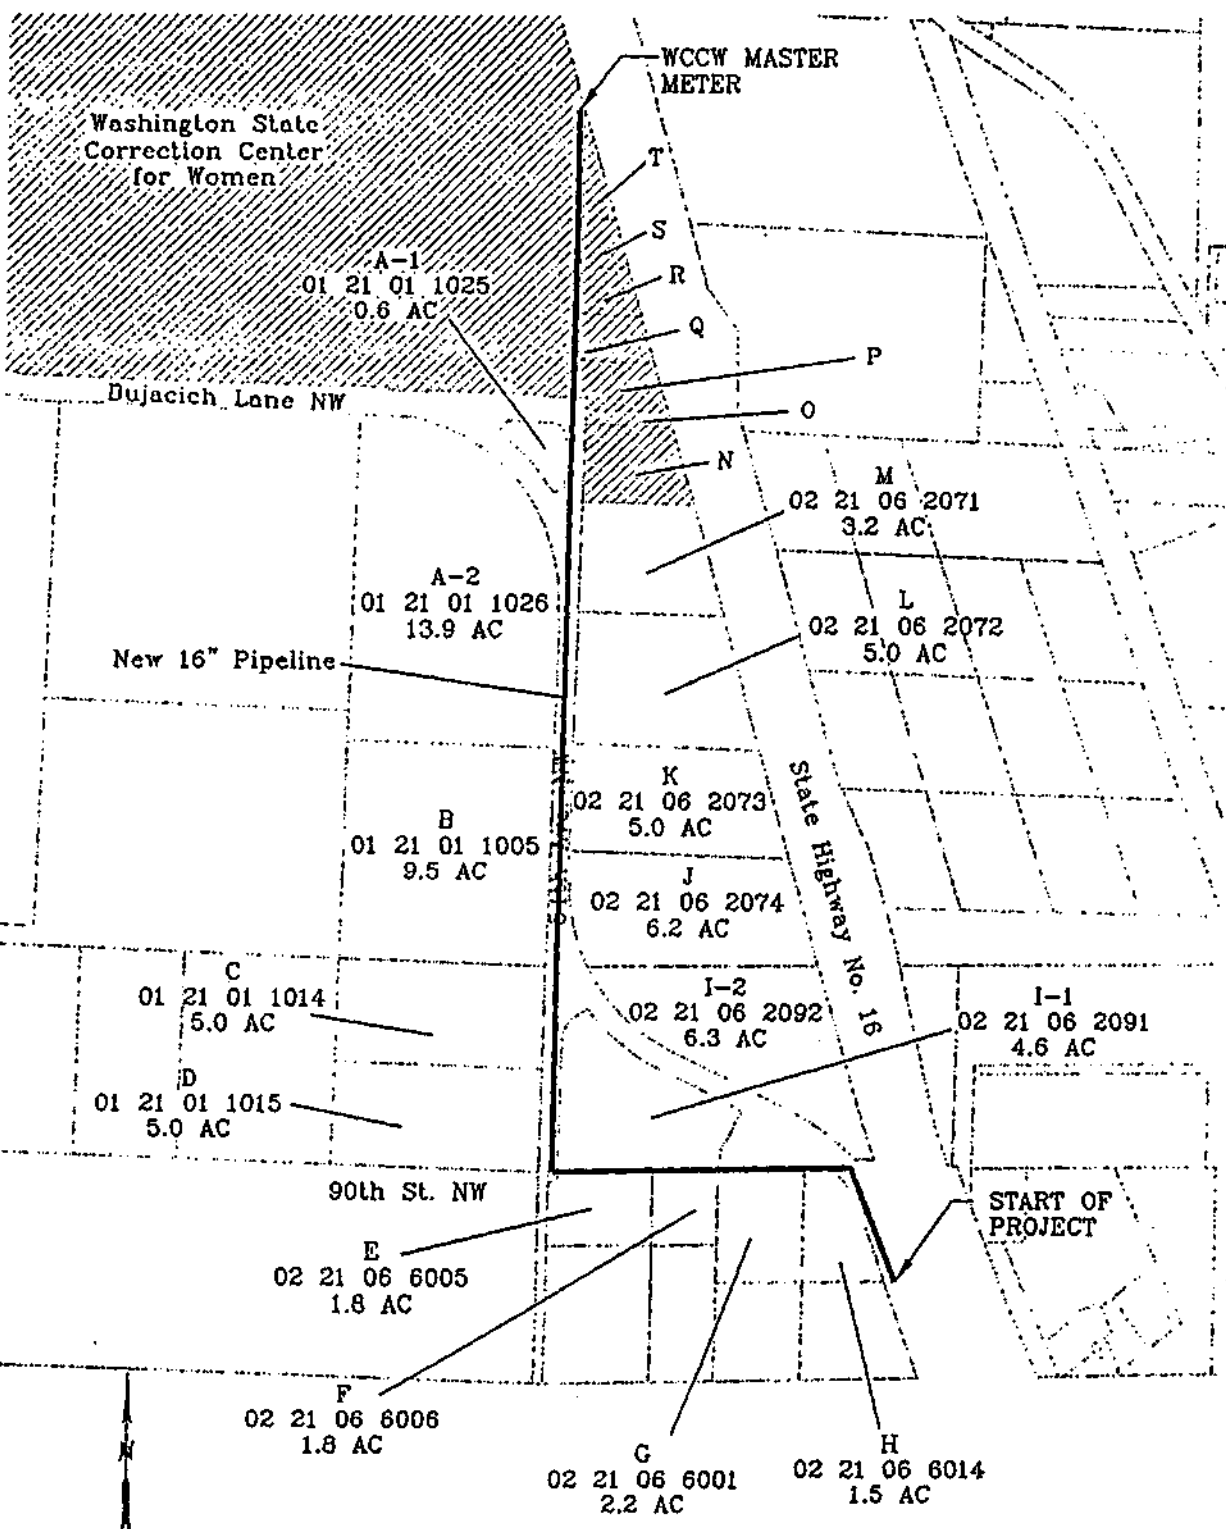 WCCW MASTER
METER
Washington State
Correction Center
for Women
T
S
R
Q
P
O
N
A-1
01 21 01 1025
0.6 AC
Bujacich Lane NW
M
02 21 06 2071
3.2 AC
A-2
01 21 01 1026
13.9 AC
L
02 21 06 2072
5.0 AC
New 16" Pipeline
K
02 21 06 2073
5.0 AC
State Highway No. 16
B
01 21 01 1005
9.5 AC
J
02 21 06 2074
6.2 AC
C
01 21 01 1014
5.0 AC
I-2
02 21 06 2092
6.3 AC
I-1
02 21 06 2091
4.6 AC
D
01 21 01 1015
5.0 AC
90th St. NW
START OF
PROJECT
E
02 21 06 6005
1.8 AC
F
02 21 06 6006
1.8 AC
G
02 21 06 6001
2.2 AC
H
02 21 06 6014
1.5 AC
N